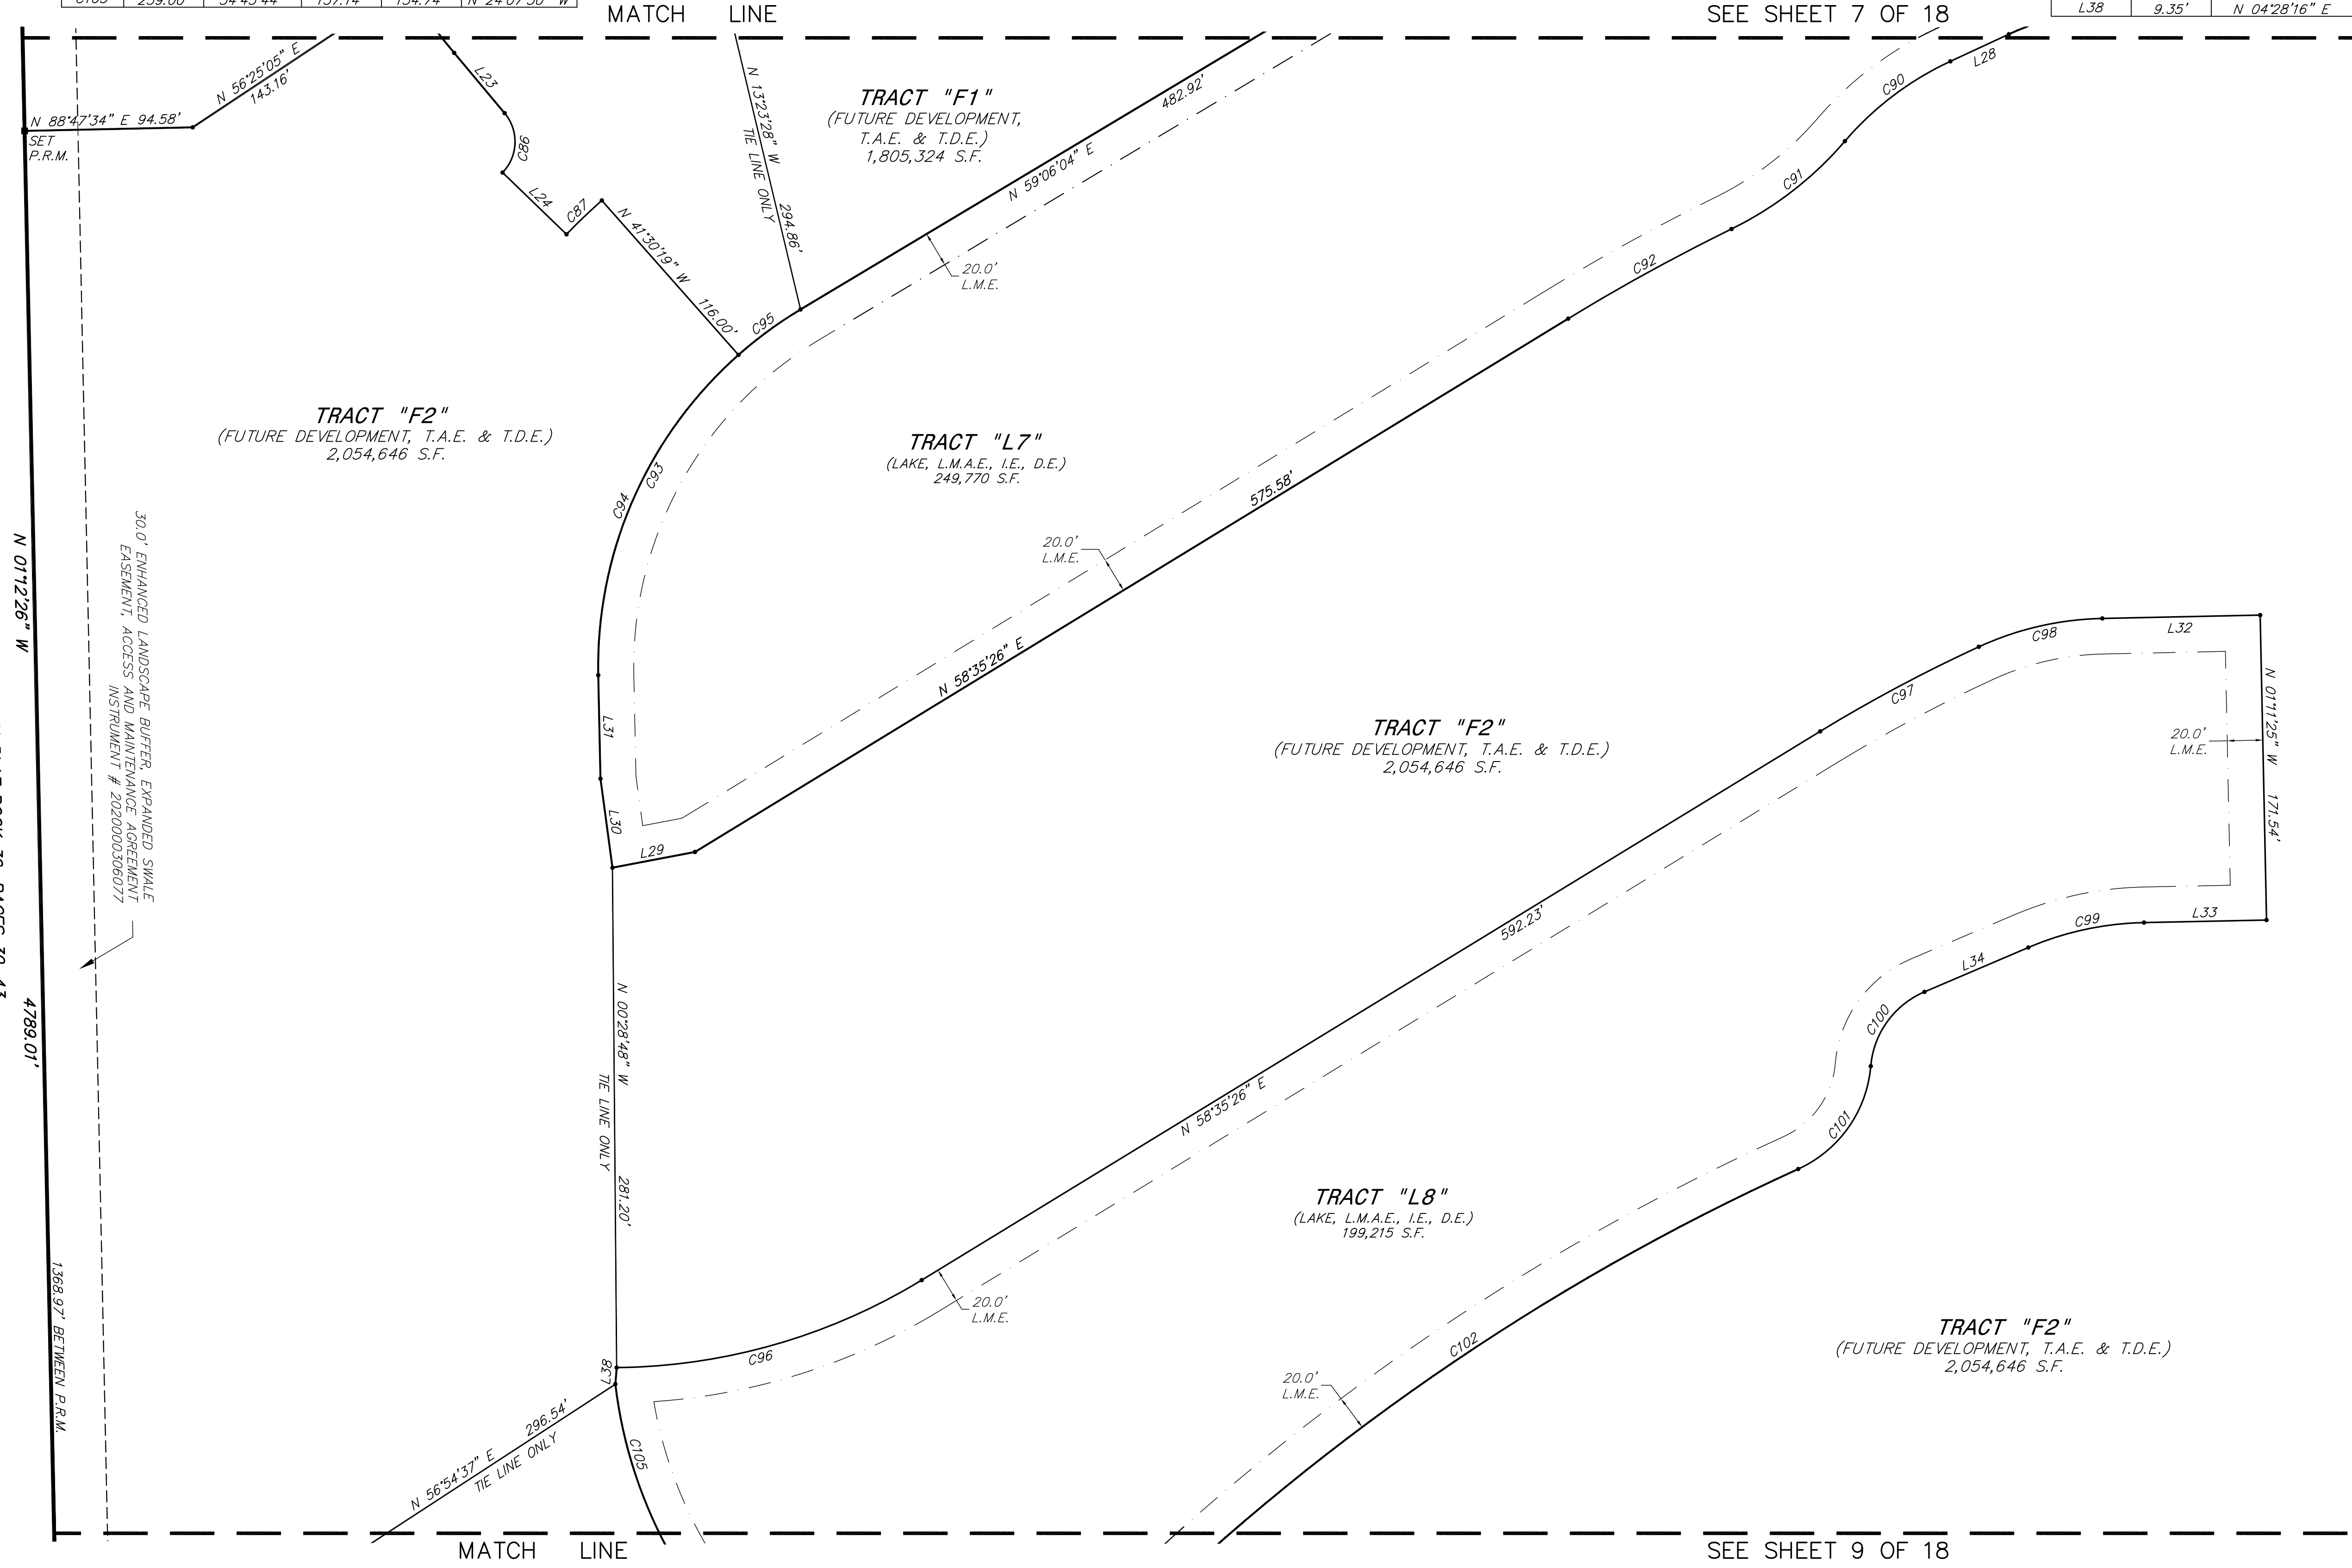 MATCH LINE
SEE SHEET 7 OF 18
L38 9.35' N 04°28'16" E
N 56°25'05" E
143.16'
N 88°47'34" E 94.58'
SET
P.R.M.
L23
C86
L24
C87
N 41°30'19" W 116.00'
N 13°23'28" W 294.86'
TIE LINE ONLY
C95
TRACT "F1"
(FUTURE DEVELOPMENT,
T.A.E. & T.D.E.)
1,805,324 S.F.
482.92'
N 59°06'04" E
20.0'
L.M.E.
L28
C90
C91
C92
TRACT "F2"
(FUTURE DEVELOPMENT, T.A.E. & T.D.E.)
2,054,646 S.F.
TRACT "L7"
(LAKE, L.M.A.E., I.E., D.E.)
249,770 S.F.
C94
C93
575.58'
20.0'
L.M.E.
N 58°35'26" E
30.0' ENHANCED LANDSCAPE BUFFER, EXPANDED SWALE
EASEMENT, ACCESS AND MAINTENANCE AGREEMENT
INSTRUMENT # 2020000306077
N 01°12'26" W
4789.01'
1368.97' BETWEEN P.R.M.
L31
L30
L29
N 00°28'48" W 281.20'
TIE LINE ONLY
TRACT "F2"
(FUTURE DEVELOPMENT, T.A.E. & T.D.E.)
2,054,646 S.F.
C97
C98
L32
N 01°11'25" W 171.54'
20.0'
L.M.E.
L33
C99
L34
C100
C101
592.23'
N 58°35'26" E
TRACT "L8"
(LAKE, L.M.A.E., I.E., D.E.)
199,215 S.F.
20.0'
L.M.E.
C96
L38
N 56°54'37" E 296.54'
TIE LINE ONLY
C105
C102
20.0'
L.M.E.
TRACT "F2"
(FUTURE DEVELOPMENT, T.A.E. & T.D.E.)
2,054,646 S.F.
MATCH LINE
SEE SHEET 9 OF 18